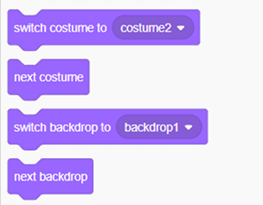 switch costume to costume2
next costume
switch backdrop to backdrop1
next backdrop